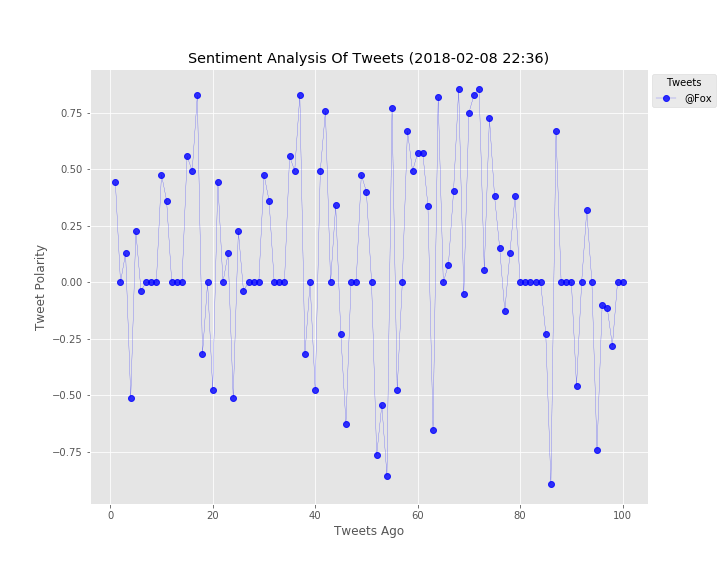 Sentiment Analysis Of Tweets (2018-02-08 22:36)
Tweets
@Fox
Tweet Polarity
0.75
0.50
0.25
0.00
−0.25
−0.50
−0.75
0 20 40 60 80 100
Tweets Ago